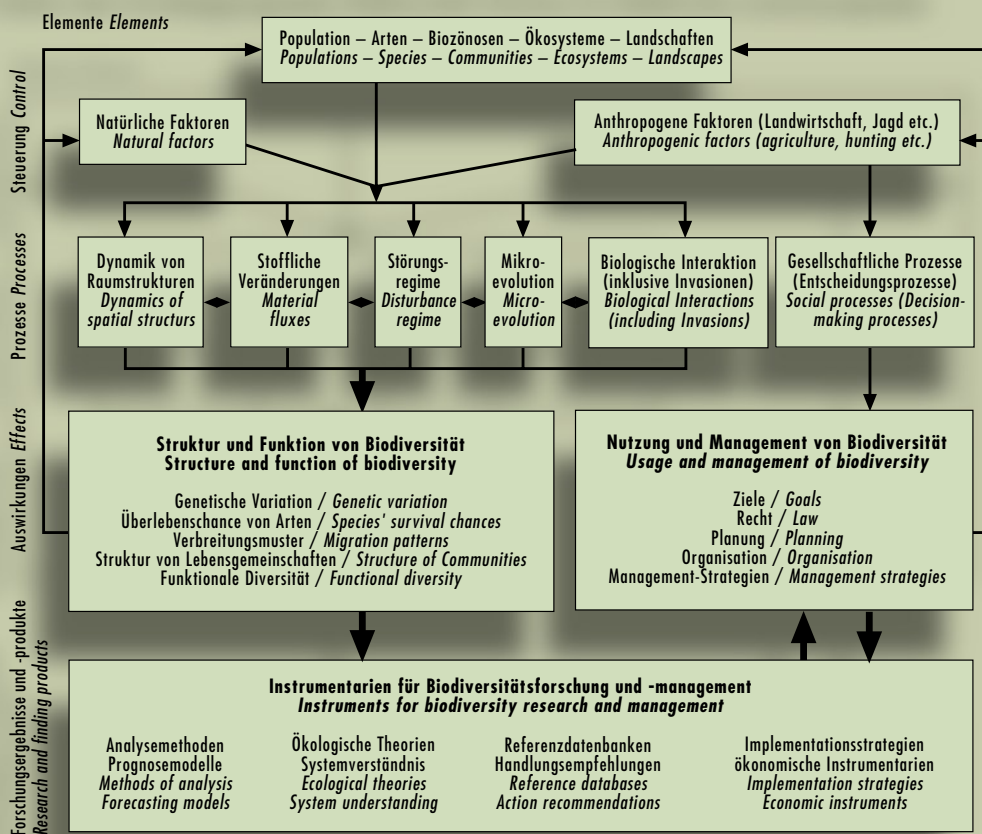 Elemente Elements
Population – Arten – Biozönosen – Ökosysteme – Landschaften
Populations – Species – Communities – Ecosystems – Landscapes
Steuerung Control
Natürliche Faktoren
Natural factors
Anthropogene Faktoren (Landwirtschaft, Jagd etc.)
Anthropogenic factors (agriculture, hunting etc.)
Prozesse Processes
Dynamik von
Raumstrukturen
Dynamics of
spatial structurs
Stoffliche
Veränderungen
Material
fluxes
Störungs-
regime
Disturbance
regime
Mikro-
evolution
Micro-
evolution
Biologische Interaktion
(inklusive Invasionen)
Biological Interactions
(including Invasions)
Gesellschaftliche Prozesse
(Entscheidungsprozesse)
Social processes (Decision-
making processes)
Auswirkungen Effects
Struktur und Funktion von Biodiversität
Structure and function of biodiversity
Genetische Variation / Genetic variation
Überlebenschance von Arten / Species' survival chances
Verbreitungsmuster / Migration patterns
Struktur von Lebensgemeinschaften / Structure of Communities
Funktionale Diversität / Functional diversity
Nutzung und Management von Biodiversität
Usage and management of biodiversity
Ziele / Goals
Recht / Law
Planung / Planning
Organisation / Organisation
Management-Strategien / Management strategies
Forschungsergebnisse und -produkte
Research and finding products
Instrumentarien für Biodiversitätsforschung und -management
Instruments for biodiversity research and management
Analysemethoden
Prognosemodelle
Methods of analysis
Forecasting models
Ökologische Theorien
Systemverständnis
Ecological theories
System understanding
Referenzdatenbanken
Handlungsempfehlungen
Reference databases
Action recommendations
Implementationsstrategien
ökonomische Instrumentarien
Implementation strategies
Economic instruments